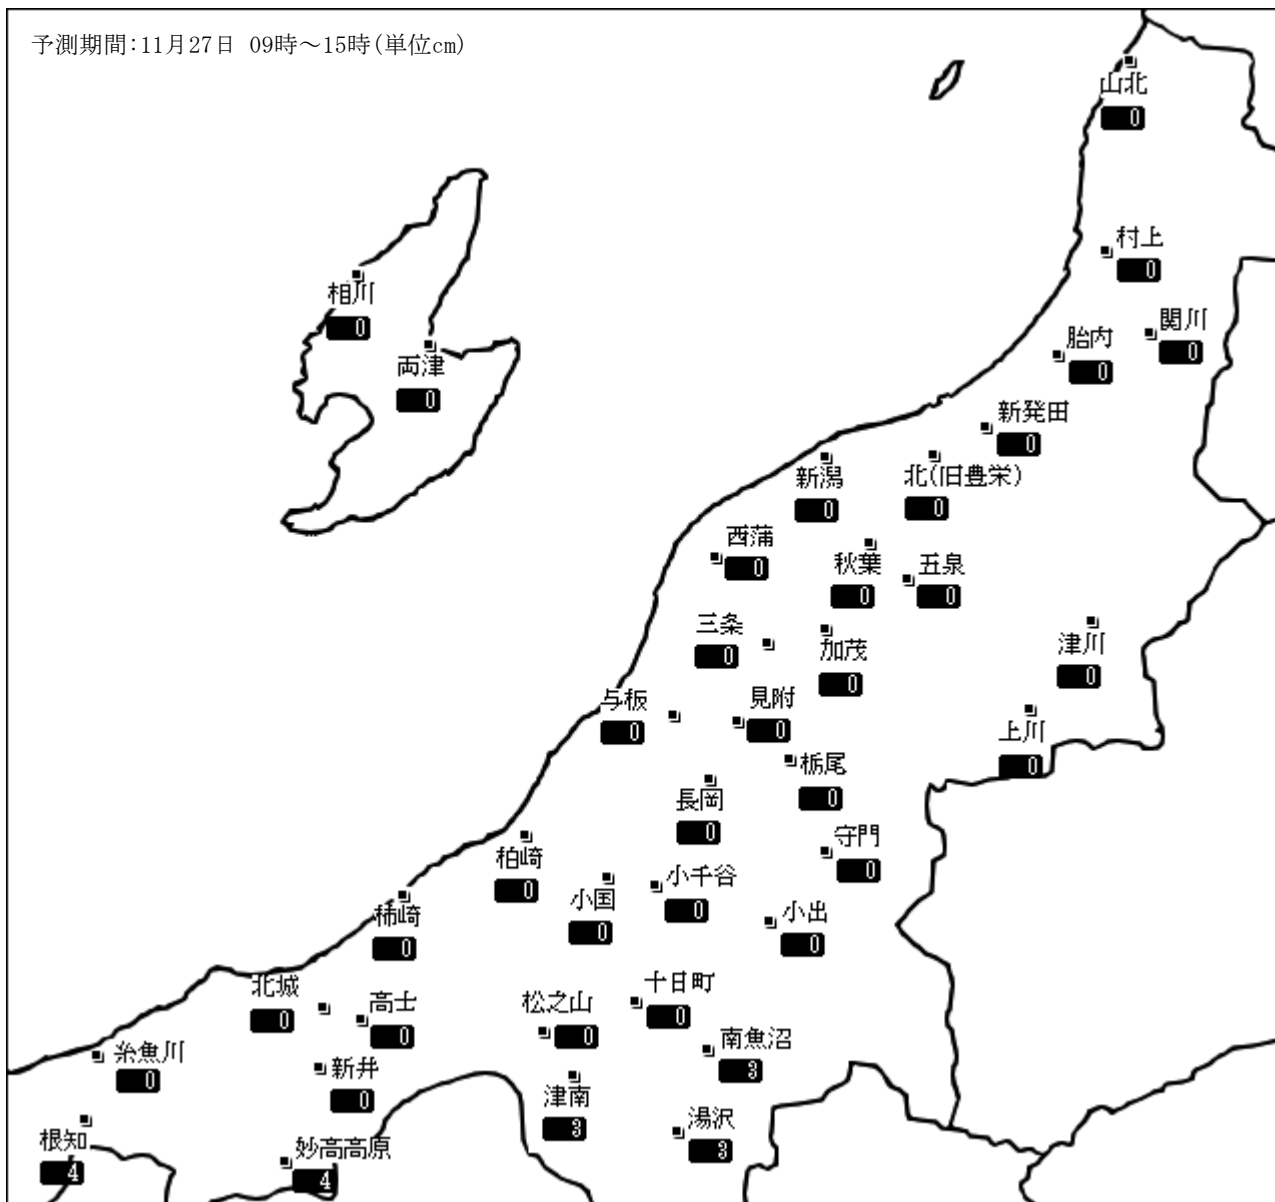 予測期間:11月27日 09時～15時(単位cm)
山北
0
村上
0
相川
0
関川
0
胎内
0
両津
0
新発田
0
新潟
0
北(旧豊栄)
0
西蒲
0
秋葉
0
五泉
0
三条
0
加茂
0
津川
0
与板
0
見附
0
上川
0
栃尾
0
長岡
0
守門
0
柏崎
0
小国
0
小千谷
0
小出
0
柿崎
0
北城
0
高士
0
松之山
0
十日町
0
南魚沼
3
糸魚川
0
新井
0
津南
3
湯沢
3
根知
4
妙高高原
4